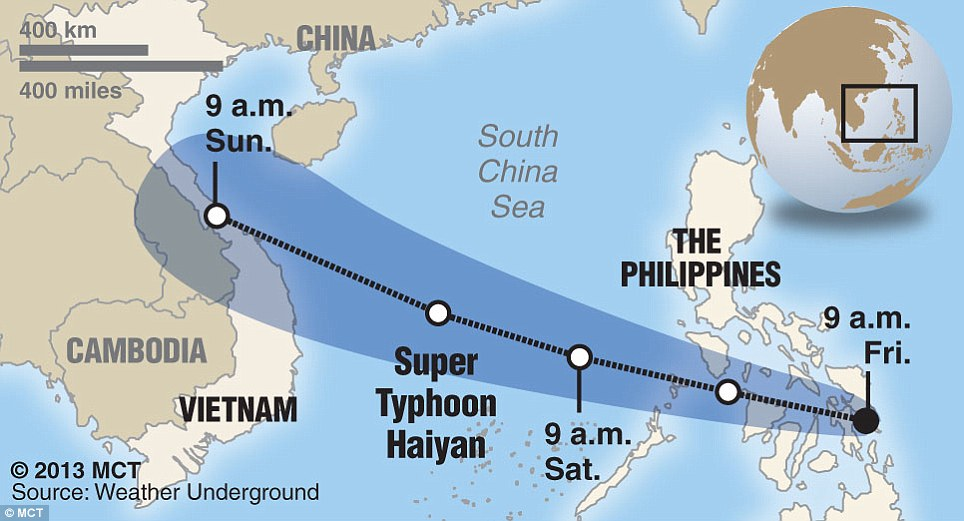 400 km
400 miles
CHINA
9 a.m.
Sun.
South
China
Sea
THE
PHILIPPINES
9 a.m.
Fri.
CAMBODIA
VIETNAM
Super
Typhoon
Haiyan
9 a.m.
Sat.
© 2013 MCT
Source: Weather Underground
© MCT